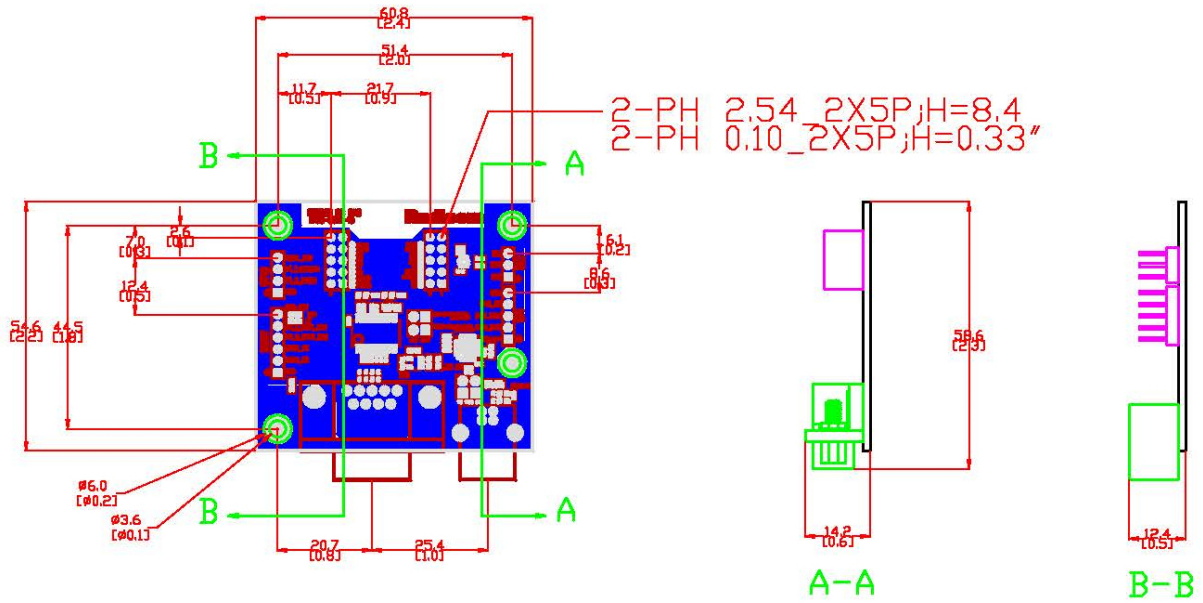 60.8
[2.4]
51.4
[2.0]
11.7
[0.5]
21.7
[0.9]
2-PH 2.54_2X5P;H=8.4
2-PH 0.10_2X5P;H=0.33"
B
A
2.6
[0.1]
7.0
[0.3]
12.4
[0.5]
54.6
[2.2]
44.5
[1.8]
6.1
[0.2]
8.6
[0.3]
58.6
[2.3]
ø6.0
[ø0.2]
ø3.6
[ø0.1]
B
A
20.7
[0.8]
25.4
[1.0]
14.2
[0.6]
12.4
[0.5]
A-A
B-B